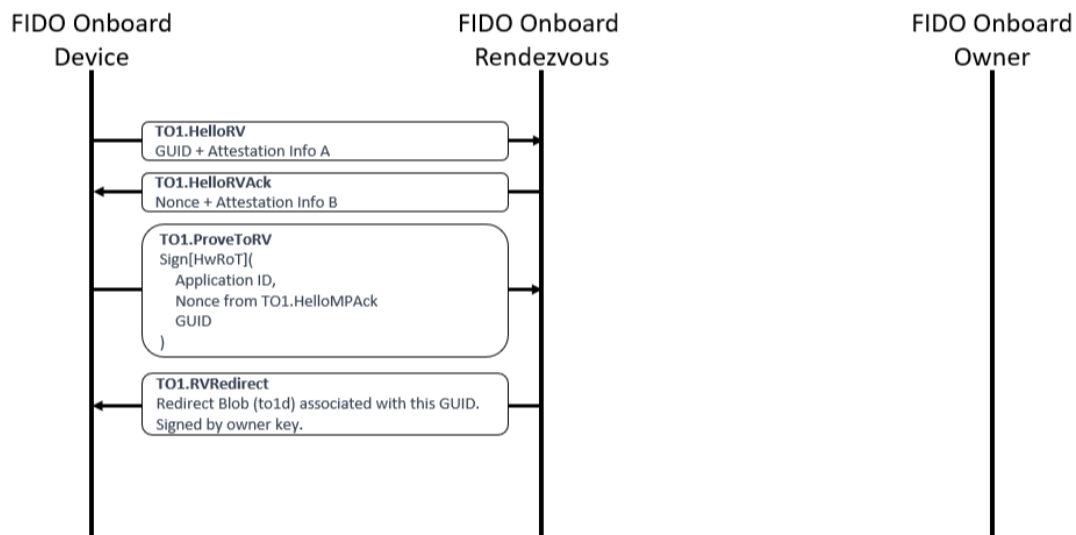 FIDO Onboard
Device
FIDO Onboard
Rendezvous
FIDO Onboard
Owner
TO1.HelloRV
GUID + Attestation Info A
TO1.HelloRVAck
Nonce + Attestation Info B
TO1.ProveToRV
Sign[HwRoT](
Application ID,
Nonce from TO1.HelloMPAck
GUID
)
TO1.RVRedirect
Redirect Blob (to1d) associated with this GUID.
Signed by owner key.